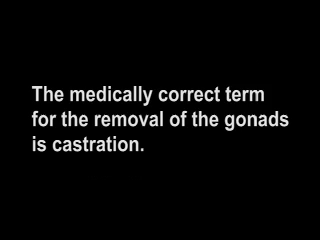 The medically correct term
for the removal of the gonads
is castration.